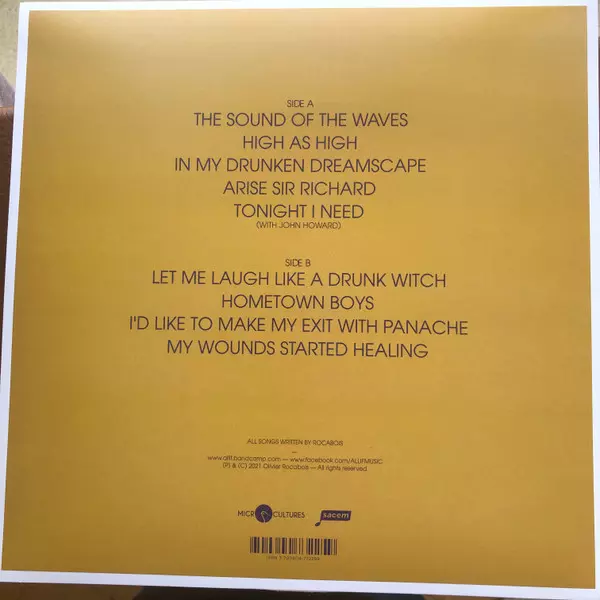 SIDE A
THE SOUND OF THE WAVES
HIGH AS HIGH
IN MY DRUNKEN DREAMSCAPE
ARISE SIR RICHARD
TONIGHT I NEED
(WITH JOHN HOWARD)
SIDE B
LET ME LAUGH LIKE A DRUNK WITCH
HOMETOWN BOYS
I'D LIKE TO MAKE MY EXIT WITH PANACHE
MY WOUNDS STARTED HEALING
ALL SONGS WRITTEN BY ROCABOIS
— www.facebook.com/ALLIFMUSIC
(P) & (C) 2021 Olivier Rocabois — All rights reserved
MICR CULTURES sacem